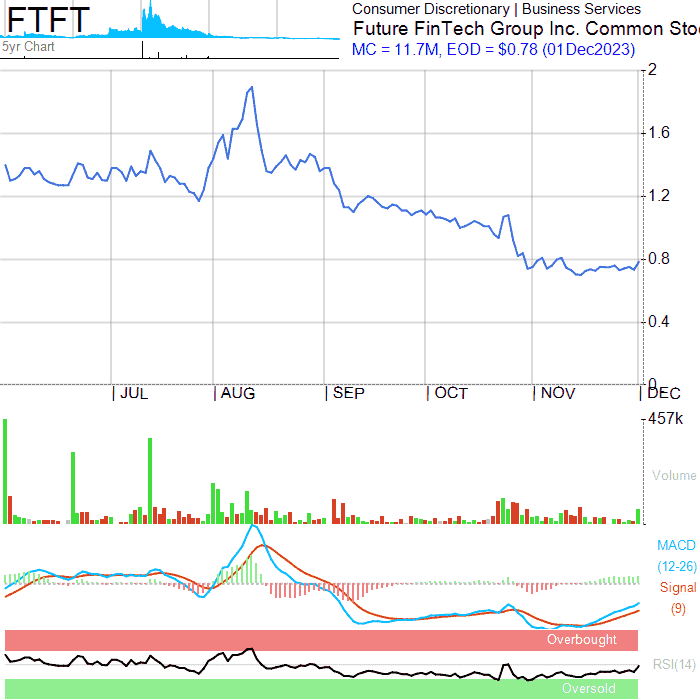 FTFT
5yr Chart
Consumer Discretionary | Business Services
Future FinTech Group Inc. Common Sto
MC = 11.7M, EOD = $0.78 (01Dec2023)
2
1.6
1.2
0.8
0.4
0
| JUL | AUG | SEP | OCT | NOV | DEC
457k
Volume
MACD
(12-26)
Signal
(9)
Overbought
RSI(14)
Oversold